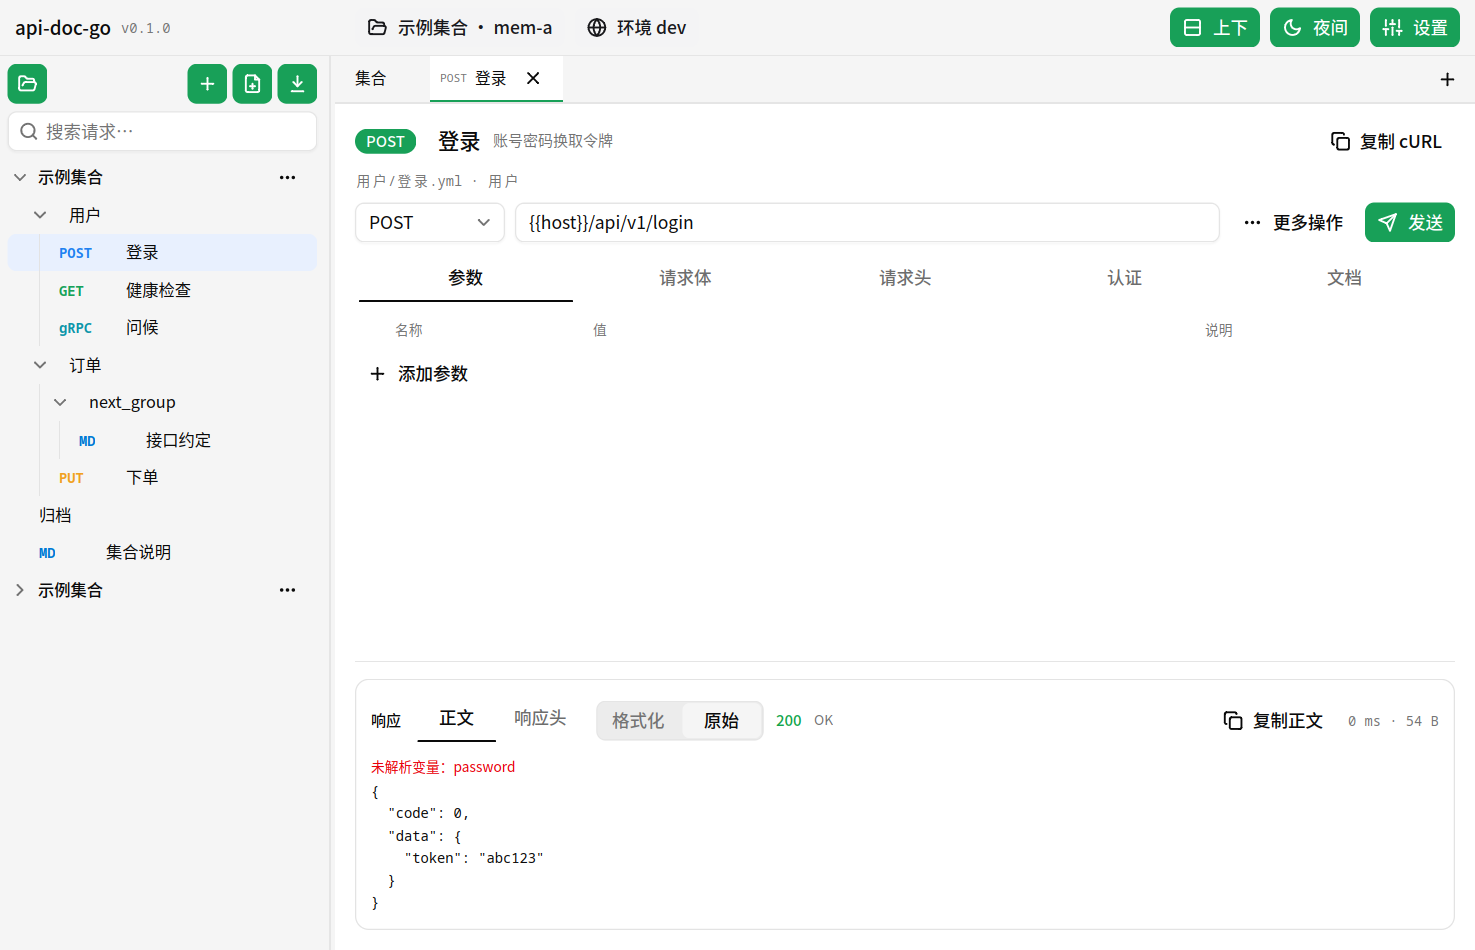 api-doc-go v0.1.0
示例集合 • mem-a
环境 dev
上下
夜间
设置
搜索请求…
示例集合
用户
POST 登录
GET 健康检查
gRPC 问候
订单
next_group
MD 接口约定
PUT 下单
归档
MD 集合说明
示例集合
集合
POST 登录
POST 登录 账号密码换取令牌
复制 cURL
用户/登录.yml · 用户
POST
{{host}}/api/v1/login
更多操作
发送
参数 请求体 请求头 认证 文档
名称 值 说明
添加参数
响应 正文 响应头 格式化 原始 200 OK
复制正文 0 ms · 54 B
未解析变量：password
{
  "code": 0,
  "data": {
    "token": "abc123"
  }
}